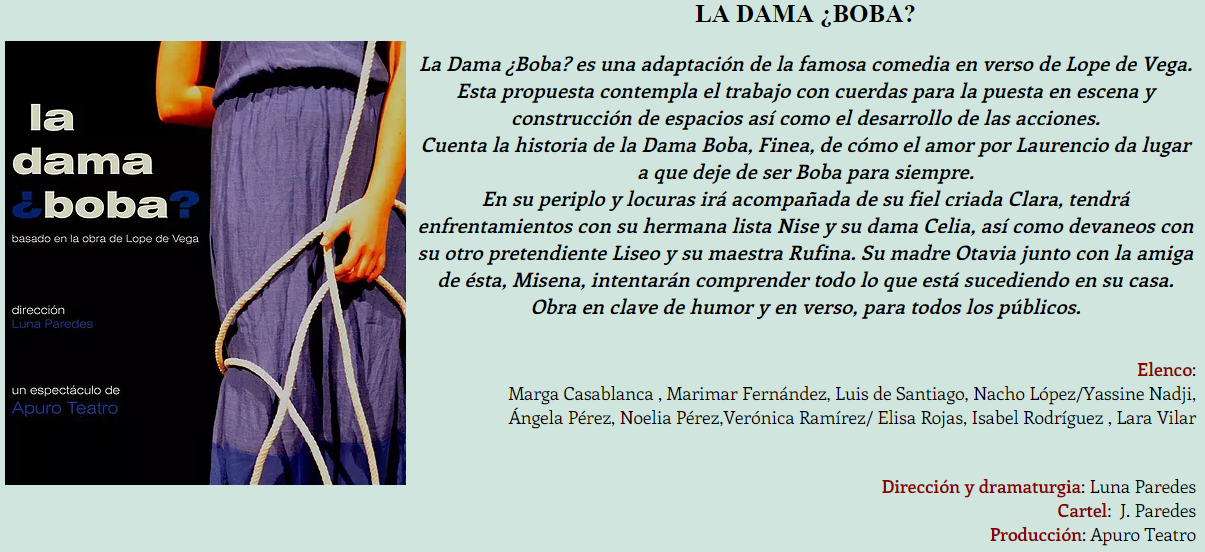 LA DAMA ¿BOBA?
la
dama
¿boba?
basado en la obra de Lope de Vega
dirección
Luna Paredes
un espectáculo de
Apuro Teatro
La Dama ¿Boba? es una adaptación de la famosa comedia en verso de Lope de Vega.
Esta propuesta contempla el trabajo con cuerdas para la puesta en escena y
construcción de espacios así como el desarrollo de las acciones.
Cuenta la historia de la Dama Boba, Finea, de cómo el amor por Laurencio da lugar
a que deje de ser Boba para siempre.
En su periplo y locuras irá acompañada de su fiel criada Clara, tendrá
enfrentamientos con su hermana lista Nise y su dama Celia, así como devaneos con
su otro pretendiente Liseo y su maestra Rufina. Su madre Otavia junto con la amiga
de ésta, Misena, intentarán comprender todo lo que está sucediendo en su casa.
Obra en clave de humor y en verso, para todos los públicos.
Elenco:
Marga Casablanca , Marimar Fernández, Luis de Santiago, Nacho López/Yassine Nadji,
Ángela Pérez, Noelia Pérez,Verónica Ramírez/ Elisa Rojas, Isabel Rodríguez , Lara Vilar
Dirección y dramaturgia: Luna Paredes
Cartel:  J. Paredes
Producción: Apuro Teatro